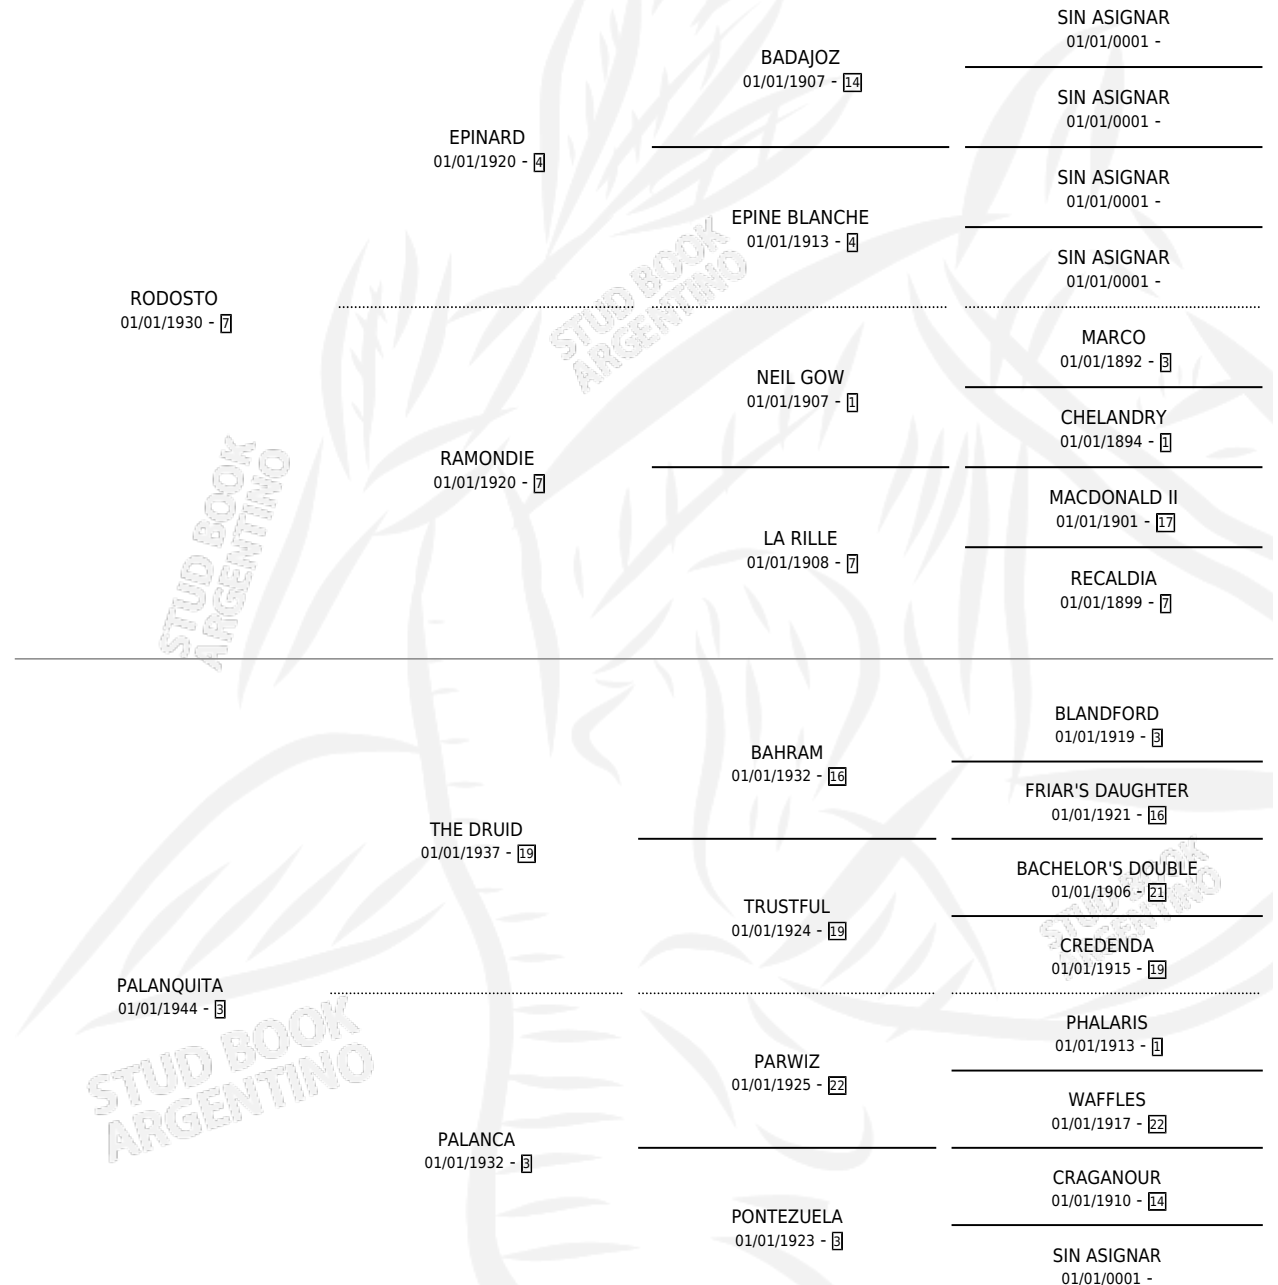 SIN ASIGNAR
01/01/0001 -
BADAJOZ
01/01/1907 - 14
SIN ASIGNAR
01/01/0001 -
EPINARD
01/01/1920 - 4
SIN ASIGNAR
01/01/0001 -
EPINE BLANCHE
01/01/1913 - 4
SIN ASIGNAR
01/01/0001 -
STUD BOOK
ARGENTINO
RODOSTO
01/01/1930 - 7
MARCO
01/01/1892 - 3
NEIL GOW
01/01/1907 - 1
CHELANDRY
01/01/1894 - 1
RAMONDIE
01/01/1920 - 7
MACDONALD II
01/01/1901 - 17
LA RILLE
01/01/1908 - 7
RECALDIA
01/01/1899 - 7
STUD BOOK
ARGENTINO
BLANDFORD
01/01/1919 - 3
BAHRAM
01/01/1932 - 16
FRIAR'S DAUGHTER
01/01/1921 - 16
THE DRUID
01/01/1937 - 19
BACHELOR'S DOUBLE
01/01/1906 - 21
TRUSTFUL
01/01/1924 - 19
STUD BOOK
ARGENTINO
CREDENDA
01/01/1915 - 19
PALANQUITA
01/01/1944 - 3
PHALARIS
01/01/1913 - 1
PARWIZ
01/01/1925 - 22
WAFFLES
01/01/1917 - 22
STUD BOOK
ARGENTINO
PALANCA
01/01/1932 - 3
CRAGANOUR
01/01/1910 - 14
PONTEZUELA
01/01/1923 - 3
SIN ASIGNAR
01/01/0001 -